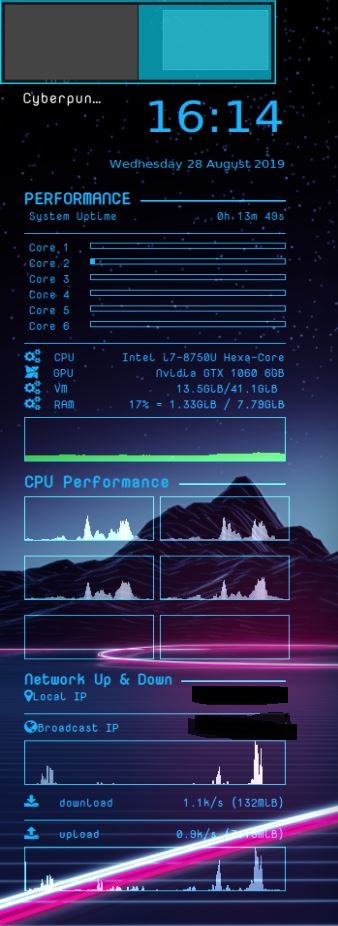 Cyberpun...
16:14
Wednesday 28 August 2019
PERFORMANCE
System Uptime 0h 13m 49s
Core 1
Core 2
Core 3
Core 4
Core 5
Core 6
CPU Intel i7-8750U Hexa-Core
GPU Nvidia GTX 1060 6GB
Vm 13.5GiB/41.1GiB
RAM 17% = 1.33GiB / 7.79GiB
CPU Performance
Network Up & Down
Local IP
Broadcast IP
download 1.1k/s (132MiB)
upload 0.9k/s